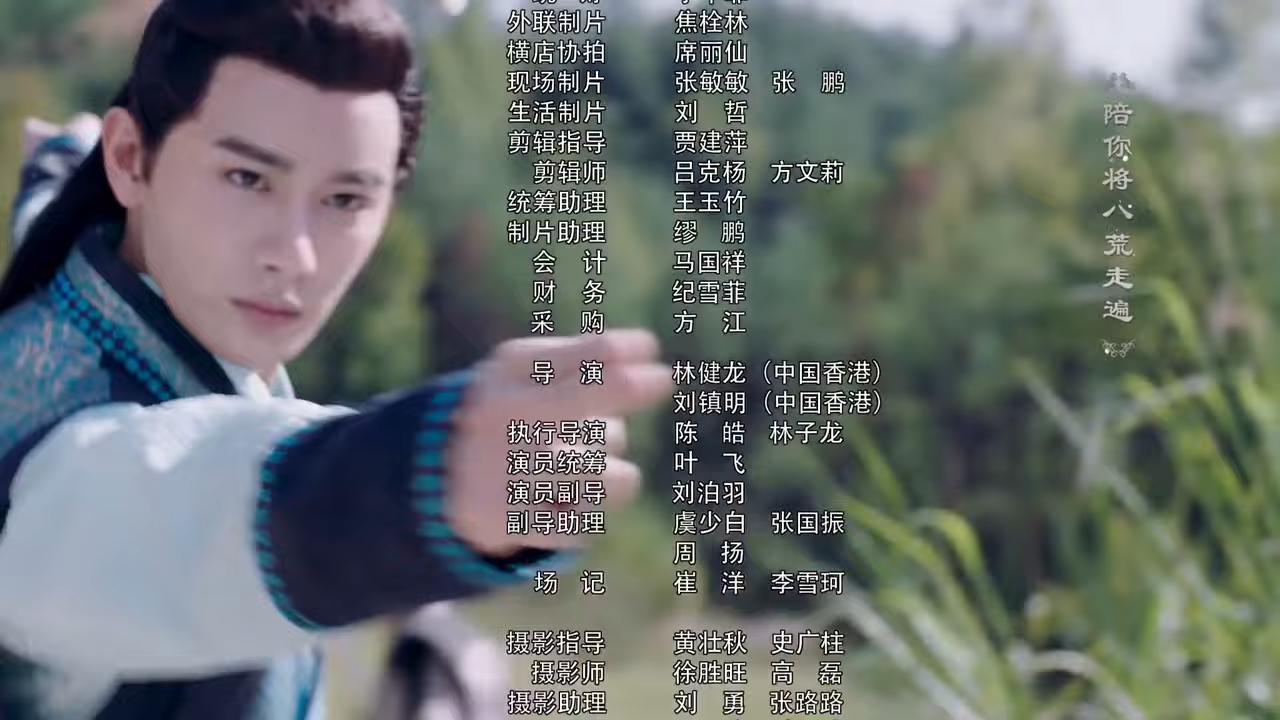 外联制片 焦栓林
横店协拍 席丽仙
现场制片 张敏敏 张 鹏
生活制片 刘 哲
剪辑指导 贾建萍
剪辑师 吕克杨 方文莉
统筹助理 王玉竹
制片助理 缪 鹏
会 计 马国祥
财 务 纪雪菲
采 购 方 江
导 演 林健龙（中国香港）
刘镇明（中国香港）
执行导演 陈 皓 林子龙
演员统筹 叶 飞
演员副导 刘泊羽
副导助理 虞少白 张国振
周 扬
场 记 崔 洋 李雪珂
摄影指导 黄壮秋 史广柱
摄影师 徐胜旺 高 磊
摄影助理 刘 勇 张路路
陪你将八荒走遍